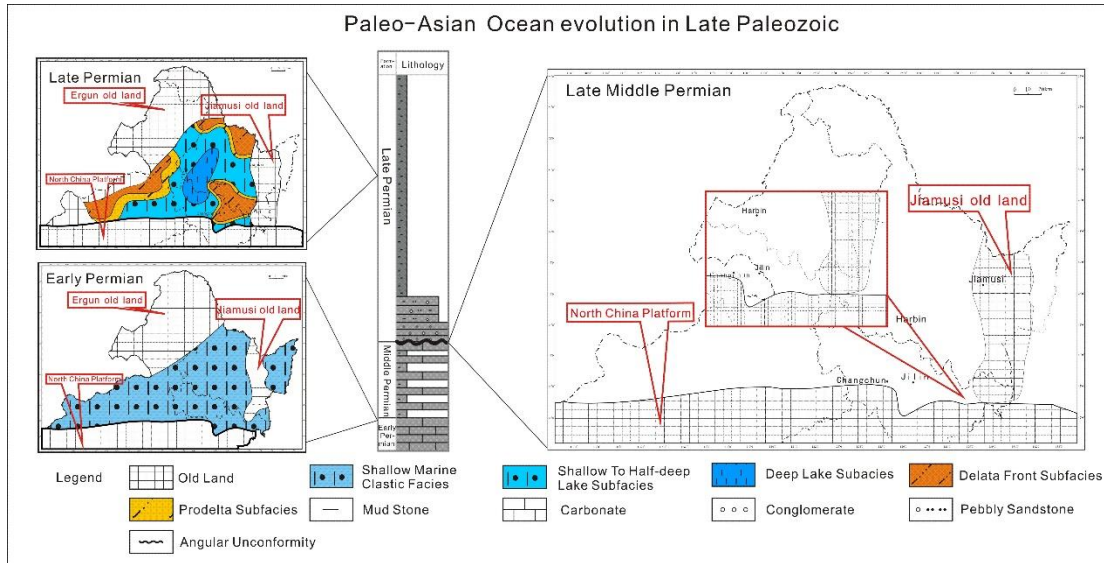 Paleo-Asian Ocean evolution in Late Paleozoic
Late Permian
Ergun old land
Jiamusi old land
North China Platform
Early Permian
Ergun old land
Jiamusi old land
North China Platform
Lithology
Late Permian
Middle Permian
Early Per-
mian
Late Middle Permian
Harbin
Jilin
Jiamusi old land
Jiamusi
North China Platform
Harbin
Changchun
Jilin
Legend
Old Land
Shallow Marine
Clastic Facies
Shallow To Half-deep
Lake Subfacies
Deep Lake Subacies
Delata Front Subfacies
Prodelta Subfacies
Mud Stone
Carbonate
Conglomerate
Pebbly Sandstone
Angular Unconformity